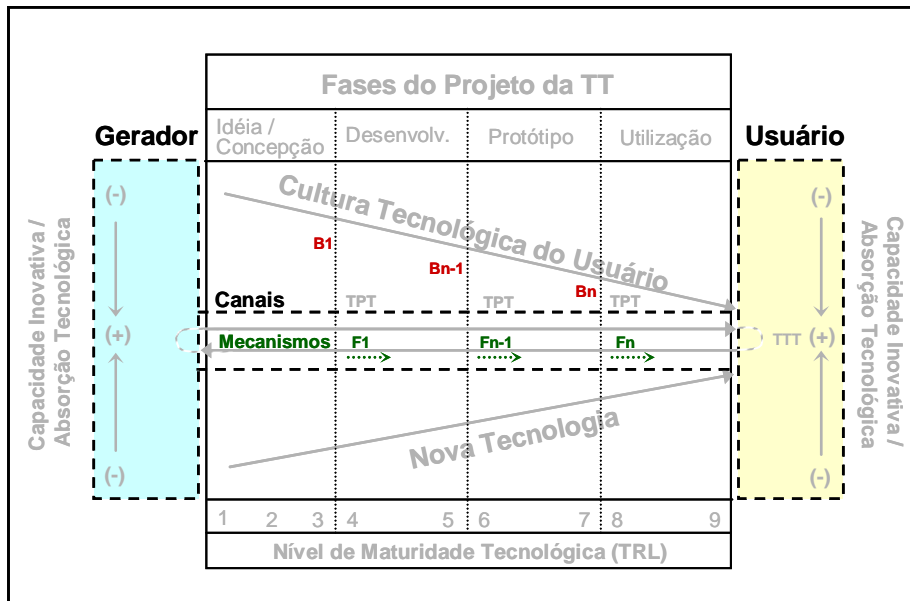 Fases do Projeto da TT
Gerador
Idéia /
Concepção
Desenvolv.
Protótipo
Utilização
Usuário
Capacidade Inovativa /
Absorção Tecnológica
(-)
(+)
(-)
Cultura Tecnológica do Usuário
B1
Bn-1
Bn
Canais
TPT
TPT
TPT
Mecanismos
F1
Fn-1
Fn
TTT
Nova Tecnologia
(-)
(+)
(-)
Capacidade Inovativa /
Absorção Tecnológica
1 2 3 4 5 6 7 8 9
Nível de Maturidade Tecnológica (TRL)